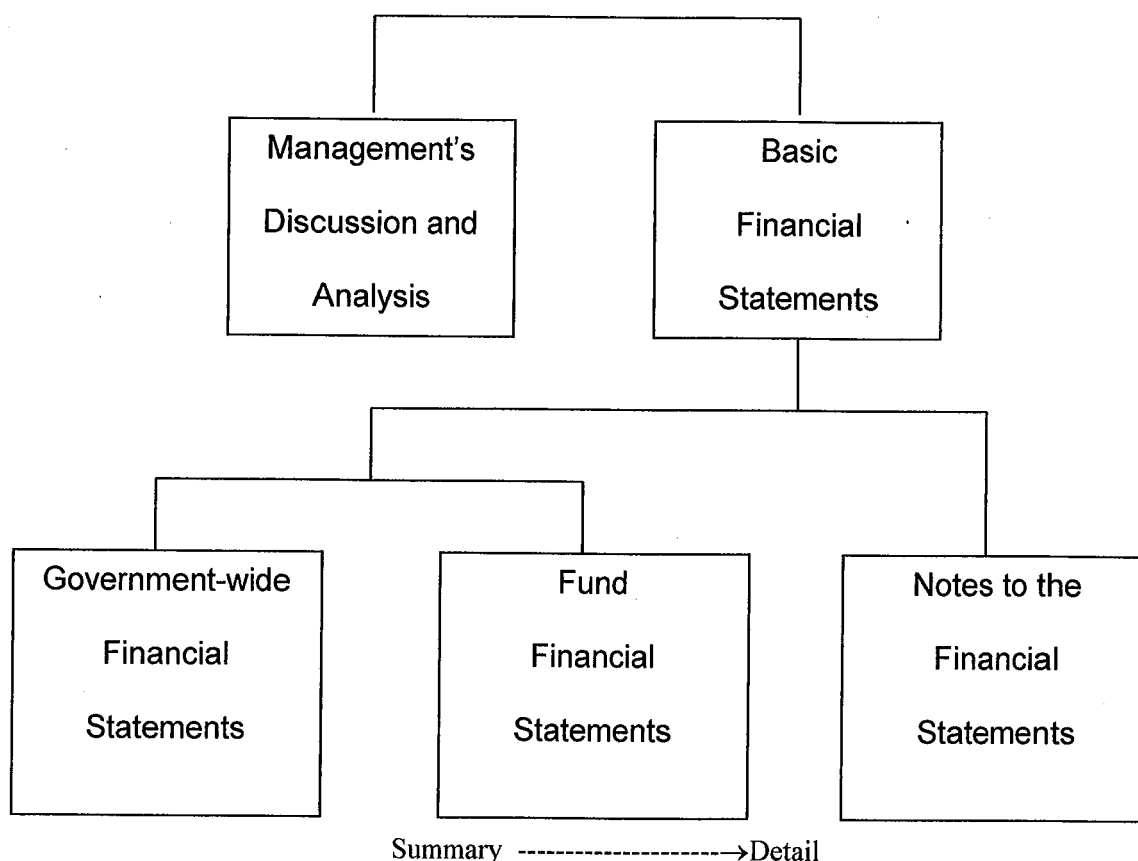 Management's
Discussion and
Analysis
Basic
Financial
Statements
Government-wide
Financial
Statements
Fund
Financial
Statements
Notes to the
Financial
Statements
Summary ----------------------→Detail